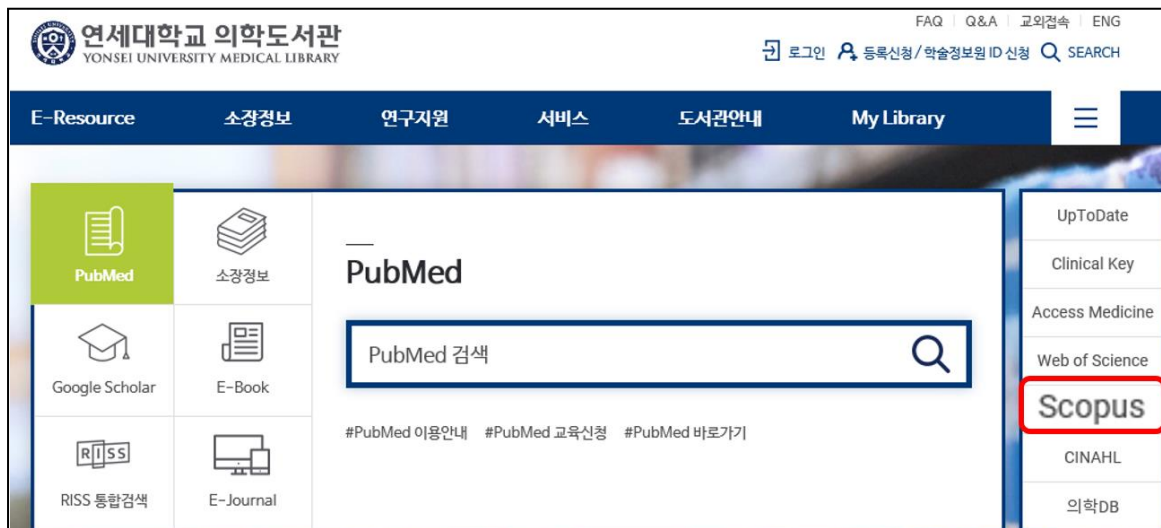 연세대학교 의학도서관
YONSEI UNIVERSITY MEDICAL LIBRARY
FAQ Q&A 교외접속 ENG
로그인 등록신청/학술정보원 ID 신청 SEARCH
E-Resource 소장정보 연구지원 서비스 도서관안내 My Library
PubMed
소장정보
Google Scholar
E-Book
RISS
RISS 통합검색
E-Journal
PubMed
PubMed 검색
#PubMed 이용안내 #PubMed 교육신청 #PubMed 바로가기
UpToDate
Clinical Key
Access Medicine
Web of Science
Scopus
CINAHL
의학DB